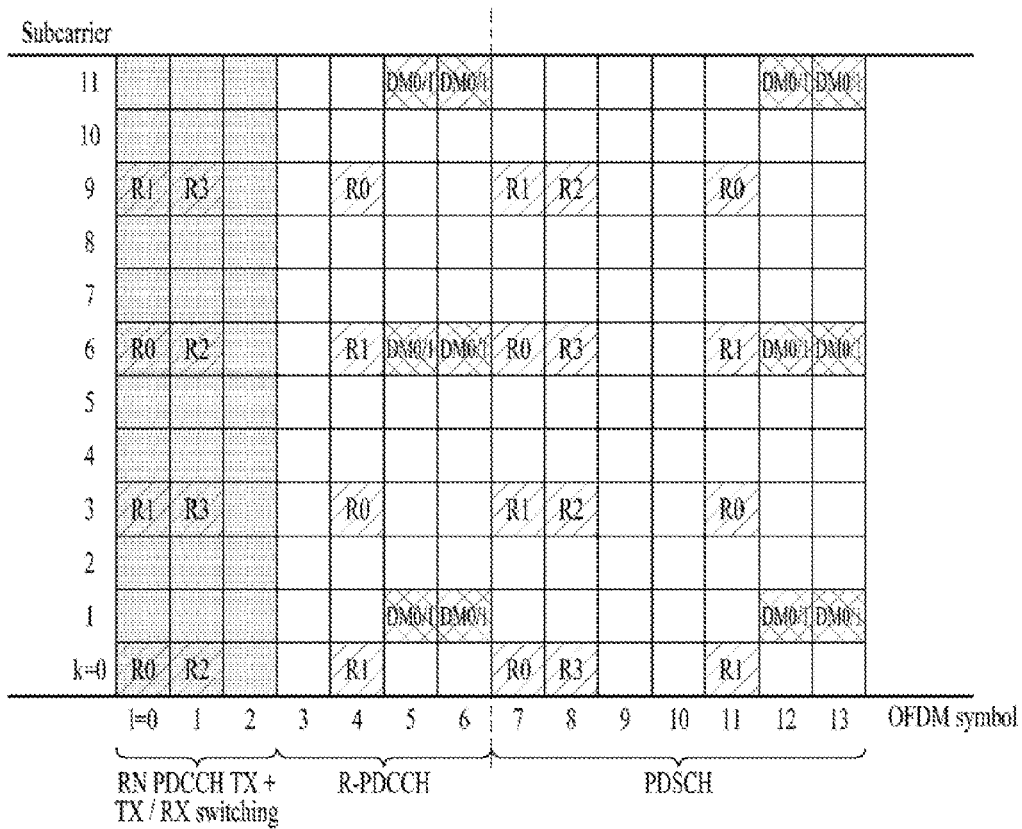 Subcarrier
11 DM0/1 DM0/1 DM0/1 DM0/1
10
9 R1 R3 R0 R1 R2 R0
8
7
6 R0 R2 R1 DM0/1 DM0/1 R0 R3 R1 DM0/1 DM0/1
5
4
3 R1 R3 R0 R1 R2 R0
2
1 DM0/1 DM0/1 DM0/1 DM0/1
k=0 R0 R2 R1 R0 R3 R1
l=0 1 2 3 4 5 6 7 8 9 10 11 12 13 OFDM symbol
RN PDCCH TX + R-PDCCH PDSCH
TX / RX switching